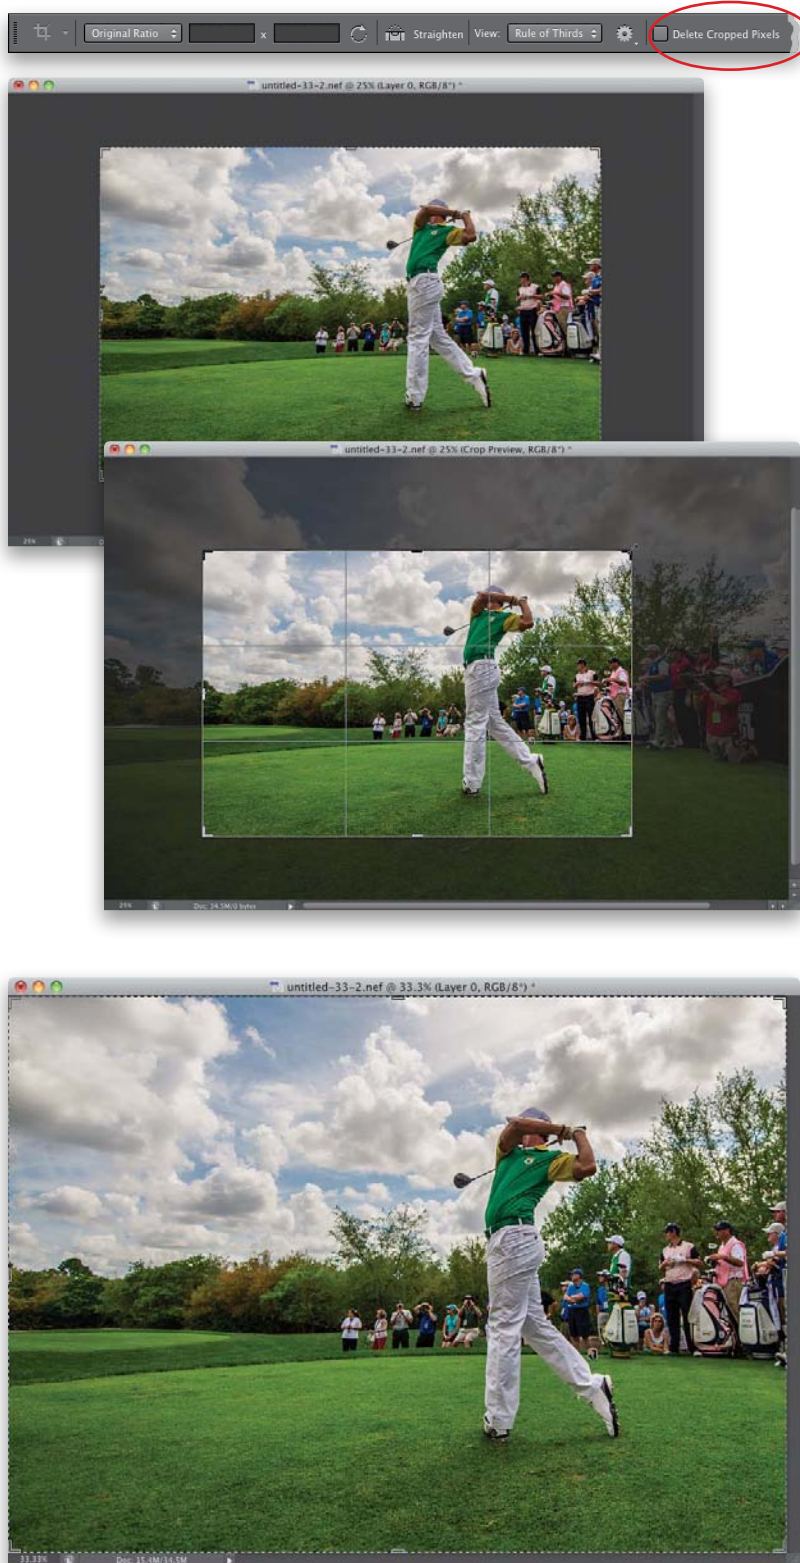 Original Ratio x Straighten View: Rule of Thirds Delete Cropped Pixels
untitled-33-2.nef @ 25% (Layer 0, RGB/8*) *
untitled-33-2.nef @ 25% (Crop Preview, RGB/8*) *
25%
25% Doc: 34.5M/0 bytes
untitled-33-2.nef @ 33.3% (Layer 0, RGB/8*) *
33.33% Doc: 15.4M/34.5M